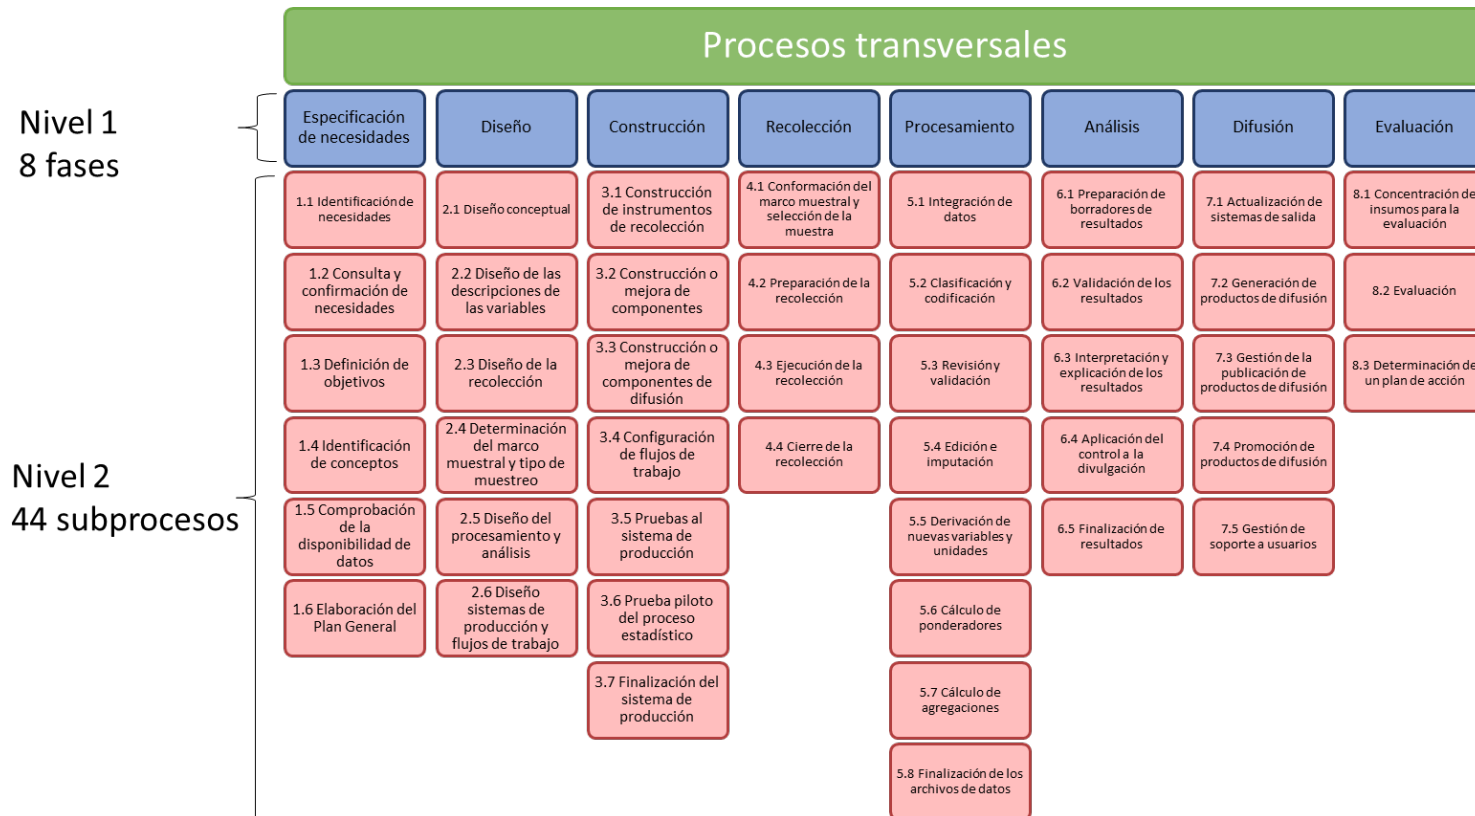 Procesos transversales
Nivel 1
8 fases
Especificación
de necesidades
Diseño
Construcción
Recolección
Procesamiento
Análisis
Difusión
Evaluación
Nivel 2
44 subprocesos
1.1 Identificación de
necesidades
1.2 Consulta y
confirmación de
necesidades
1.3 Definición de
objetivos
1.4 Identificación
de conceptos
1.5 Comprobación
de la
disponibilidad de
datos
1.6 Elaboración del
Plan General
2.1 Diseño conceptual
2.2 Diseño de las
descripciones de
las variables
2.3 Diseño de la
recolección
2.4 Determinación
del marco
muestral y tipo de
muestreo
2.5 Diseño del
procesamiento y
análisis
2.6 Diseño
sistemas de
producción y
flujos de trabajo
3.1 Construcción
de instrumentos
de recolección
3.2 Construcción o
mejora de
componentes
3.3 Construcción o
mejora de
componentes de
difusión
3.4 Configuración
de flujos de
trabajo
3.5 Pruebas al
sistema de
producción
3.6 Prueba piloto
del proceso
estadístico
3.7 Finalización del
sistema de
producción
4.1 Conformación del
marco muestral y
selección de la
muestra
4.2 Preparación de la
recolección
4.3 Ejecución de la
recolección
4.4 Cierre de la
recolección
5.1 Integración de
datos
5.2 Clasificación y
codificación
5.3 Revisión y
validación
5.4 Edición e
imputación
5.5 Derivación de
nuevas variables y
unidades
5.6 Cálculo de
ponderadores
5.7 Cálculo de
agregaciones
5.8 Finalización de los
archivos de datos
6.1 Preparación de
borradores de
resultados
6.2 Validación de los
resultados
6.3 Interpretación y
explicación de los
resultados
6.4 Aplicación del
control a la
divulgación
6.5 Finalización de
resultados
7.1 Actualización de
sistemas de salida
7.2 Generación de
productos de difusión
7.3 Gestión de la
publicación de
productos de difusión
7.4 Promoción de
productos de difusión
7.5 Gestión de
soporte a usuarios
8.1 Concentración de
insumos para la
evaluación
8.2 Evaluación
8.3 Determinación de
un plan de acción